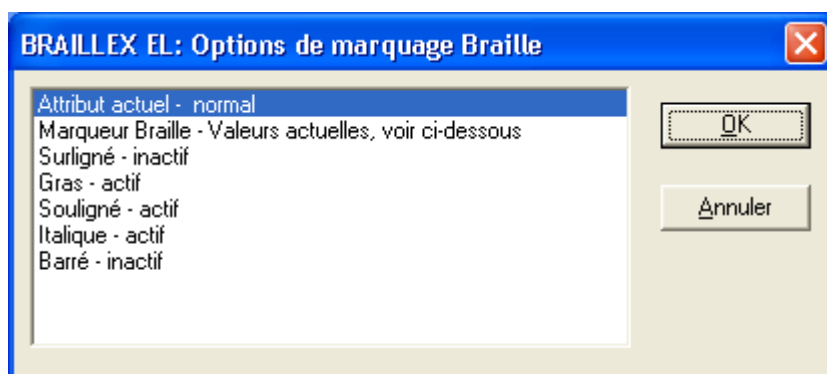 BRAILLEX EL: Options de marquage Braille
Attribut actuel - normal
Marqueur Braille - Valeurs actuelles, voir ci-dessous
Surligné - inactif
Gras - actif
Souligné - actif
Italique - actif
Barré - inactif
OK
Annuler